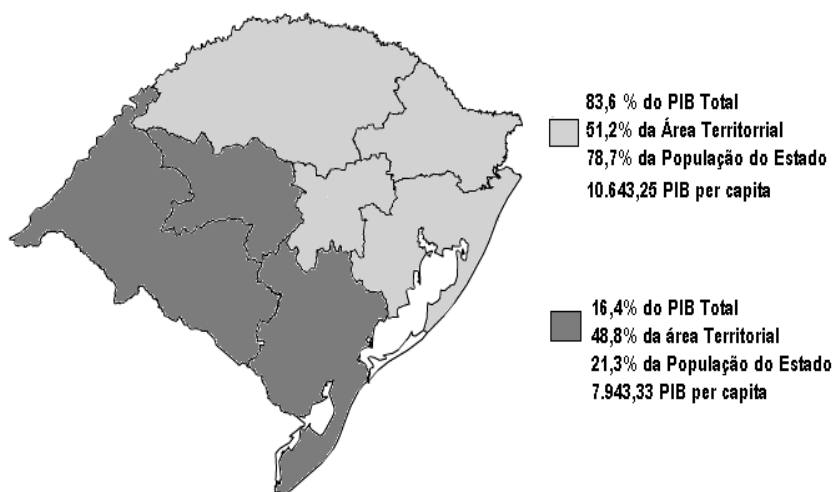 83,6 % do PIB Total
51,2% da Área Territorrial
78,7% da População do Estado
10.643,25 PIB per capita
16,4% do PIB Total
48,8% da área Territorial
21,3% da População do Estado
7.943,33 PIB per capita